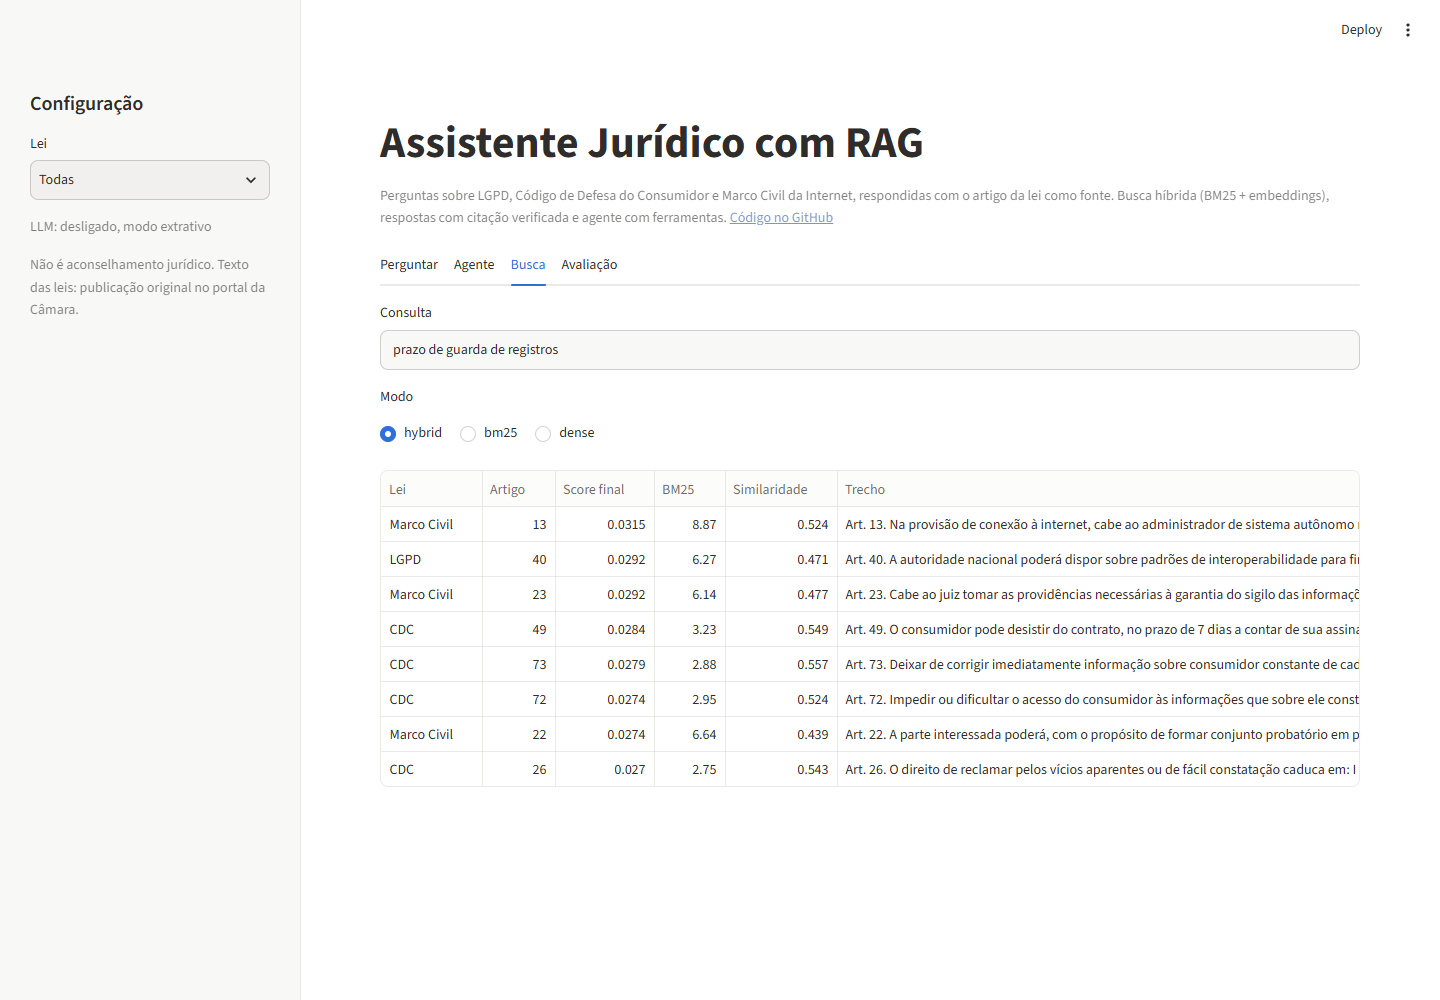 Deploy
Configuração
Lei
Todas
LLM: desligado, modo extrativo
Não é aconselhamento jurídico. Texto
das leis: publicação original no portal da
Câmara.
Assistente Jurídico com RAG
Perguntas sobre LGPD, Código de Defesa do Consumidor e Marco Civil da Internet, respondidas com o artigo da lei como fonte. Busca híbrida (BM25 + embeddings),
respostas com citação verificada e agente com ferramentas. Código no GitHub
Perguntar Agente Busca Avaliação
Consulta
prazo de guarda de registros
Modo
hybrid bm25 dense
Lei Artigo Score final BM25 Similaridade Trecho
Marco Civil 13 0.0315 8.87 0.524 Art. 13. Na provisão de conexão à internet, cabe ao administrador de sistema autônomo
LGPD 40 0.0292 6.27 0.471 Art. 40. A autoridade nacional poderá dispor sobre padrões de interoperabilidade para
Marco Civil 23 0.0292 6.14 0.477 Art. 23. Cabe ao juiz tomar as providências necessárias à garantia do sigilo das
CDC 49 0.0284 3.23 0.549 Art. 49. O consumidor pode desistir do contrato, no prazo de 7 dias a contar de sua
CDC 73 0.0279 2.88 0.557 Art. 73. Deixar de corrigir imediatamente informação sobre consumidor constante de
CDC 72 0.0274 2.95 0.524 Art. 72. Impedir ou dificultar o acesso do consumidor às informações que sobre ele
Marco Civil 22 0.0274 6.64 0.439 Art. 22. A parte interessada poderá, com o propósito de formar conjunto probatório em
CDC 26 0.027 2.75 0.543 Art. 26. O direito de reclamar pelos vícios aparentes ou de fácil constatação caduca em: I